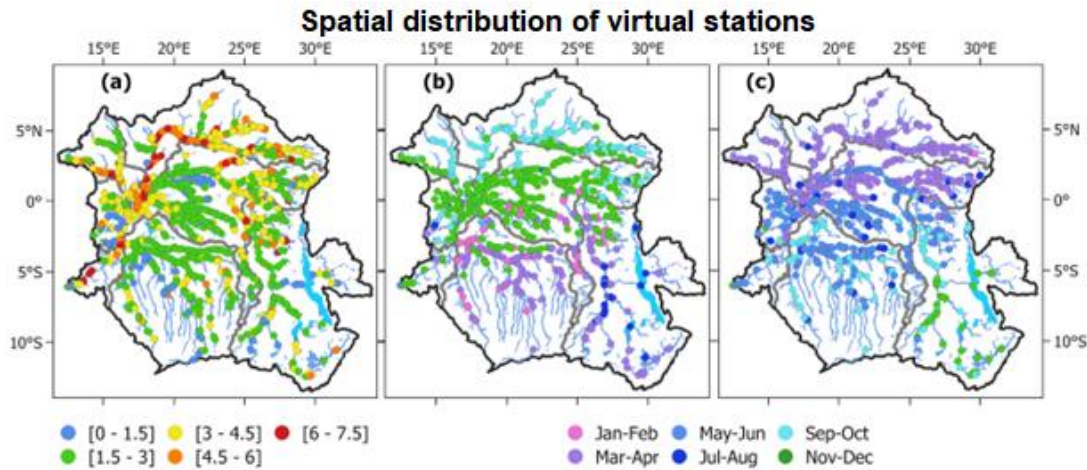 Spatial distribution of virtual stations
15°E 20°E 25°E 30°E 15°E 20°E 25°E 30°E 15°E 20°E 25°E 30°E
(a) (b) (c)
5°N 5°N
0° 0°
5°S 5°S
10°S 10°S
[0 - 1.5] [3 - 4.5] [6 - 7.5] Jan-Feb May-Jun Sep-Oct
[1.5 - 3] [4.5 - 6] Mar-Apr Jul-Aug Nov-Dec